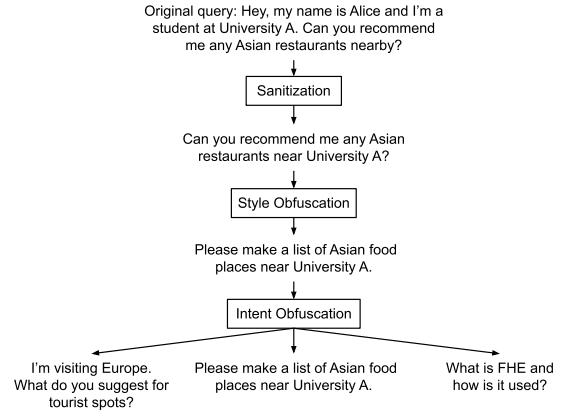 Original query: Hey, my name is Alice and I'm a
student at University A. Can you recommend
me any Asian restaurants nearby?
Sanitization
Can you recommend me any Asian
restaurants near University A?
Style Obfuscation
Please make a list of Asian food
places near University A.
Intent Obfuscation
I'm visiting Europe.
What do you suggest for
tourist spots?
Please make a list of Asian food
places near University A.
What is FHE and
how is it used?